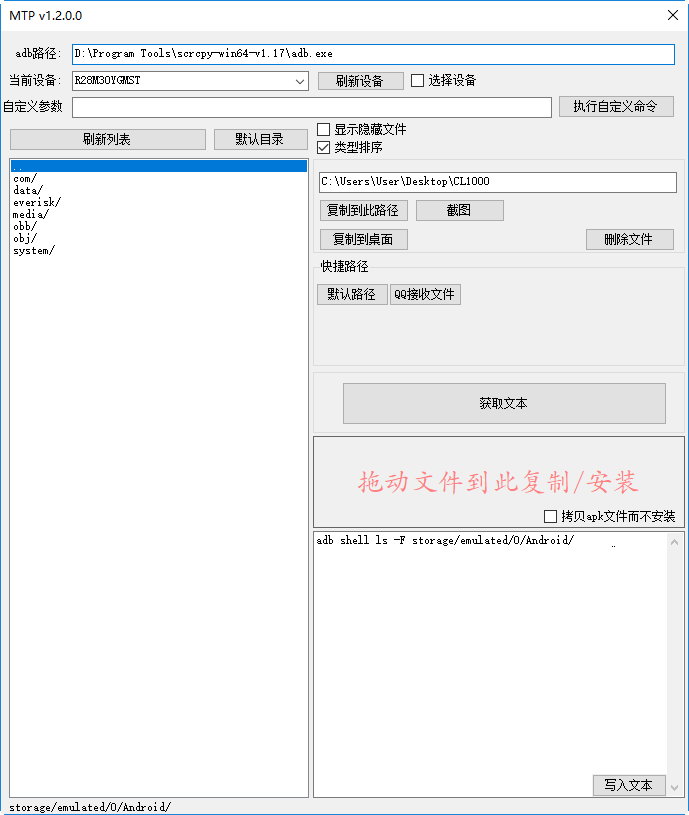 MTP v1.2.0.0
adb路径: D:\Program Tools\scrcpy-win64-v1.17\adb.exe
当前设备: R28M30YGMST 刷新设备 选择设备
自定义参数 执行自定义命令
刷新列表 默认目录 显示隐藏文件
类型排序
..
com/
data/
everisk/
media/
obb/
obj/
system/
C:\Users\User\Desktop\CL1000
复制到此路径 截图
复制到桌面 删除文件
快捷路径
默认路径 QQ接收文件
获取文本
拖动文件到此复制/安装
拷贝apk文件而不安装
adb shell ls -F storage/emulated/0/Android/
写入文本
storage/emulated/0/Android/